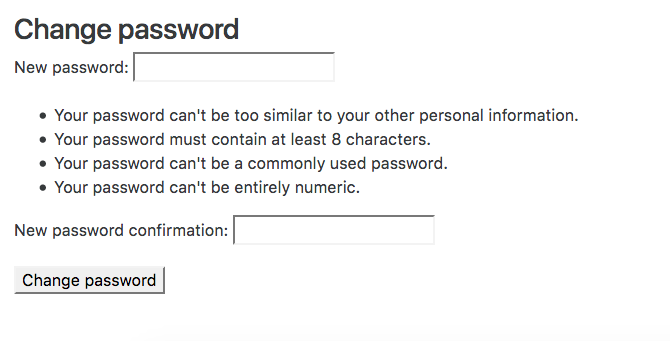 Change password
New password:
• Your password can't be too similar to your other personal information.
• Your password must contain at least 8 characters.
• Your password can't be a commonly used password.
• Your password can't be entirely numeric.
New password confirmation:
Change password